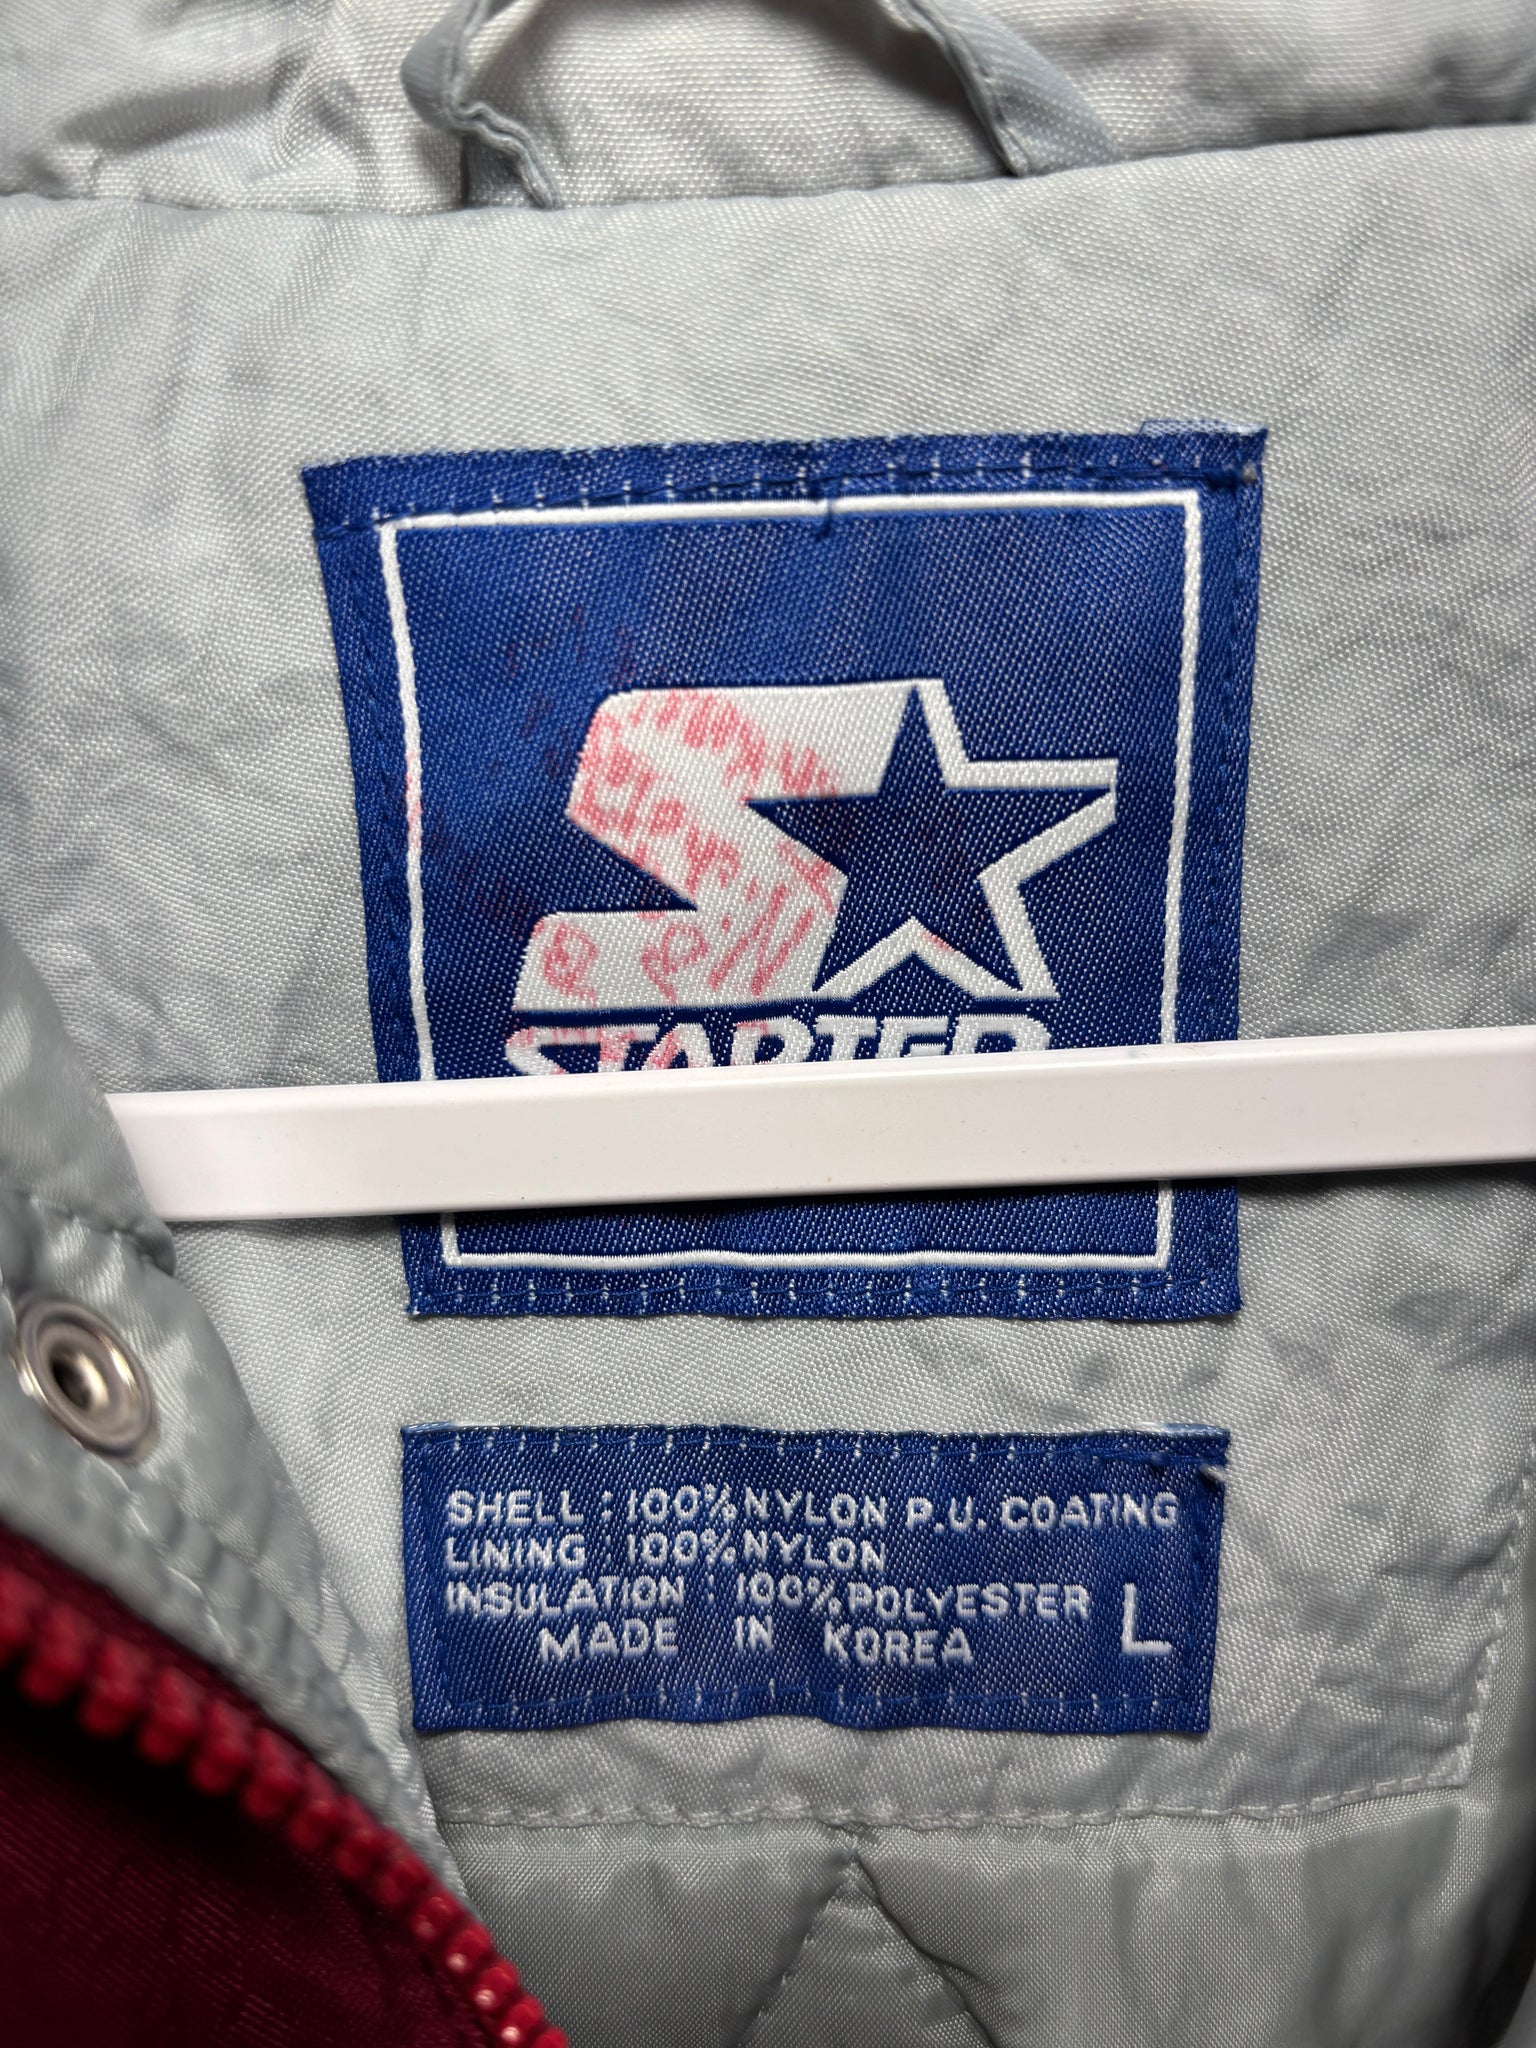 STARTER
SHELL : 100% NYLON P.U. COATING
LINING : 100% NYLON
INSULATION : 100% POLYESTER
MADE IN KOREA L